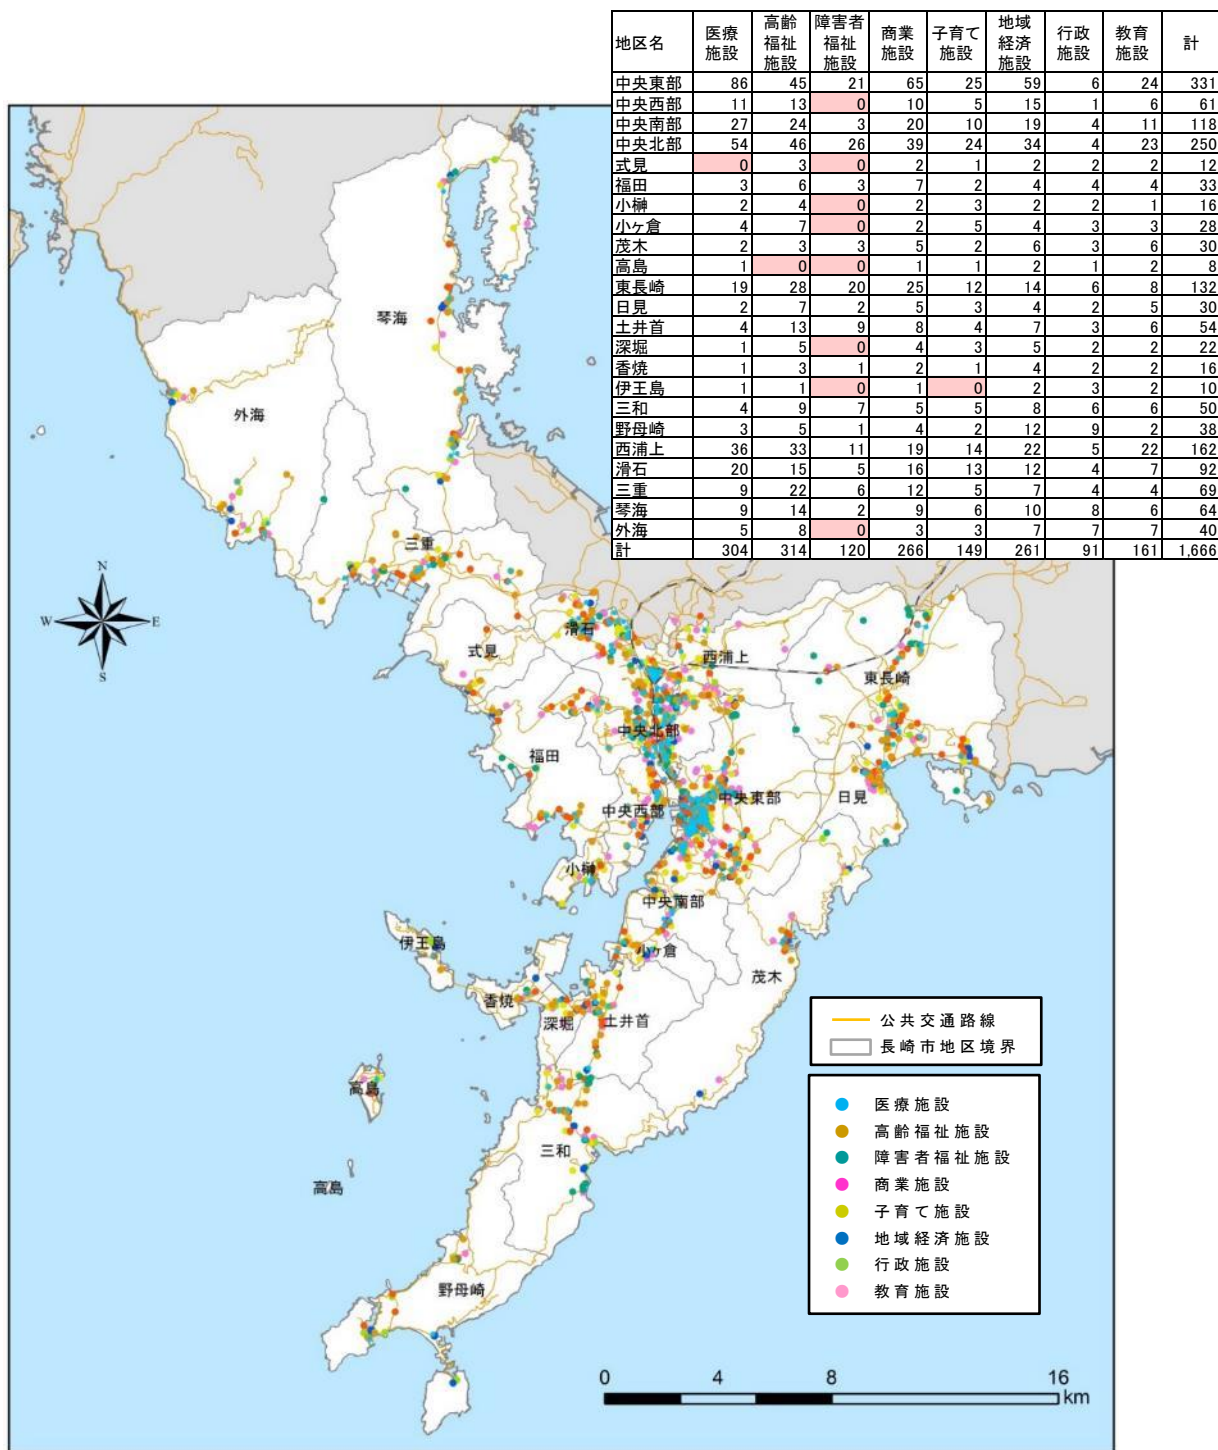 地区名 医療施設 高齢福祉施設 障害者福祉施設 商業施設 子育て施設 地域経済施設 行政施設 教育施設 計
中央東部 86 45 21 65 25 59 6 24 331
中央西部 11 13 0 10 5 15 1 6 61
中央南部 27 24 3 20 10 19 4 11 118
中央北部 54 46 26 39 24 34 4 23 250
式見 0 3 0 2 1 2 2 2 12
福田 3 6 3 7 2 4 4 4 33
小榊 2 4 0 2 3 2 2 1 16
小ヶ倉 4 7 0 2 5 4 3 3 28
茂木 2 3 3 5 2 6 3 6 30
高島 1 0 0 1 1 2 1 2 8
東長崎 19 28 20 25 12 14 6 8 132
日見 2 7 2 5 3 4 2 5 30
土井首 4 13 9 8 4 7 3 6 54
深堀 1 5 0 4 3 5 2 2 22
香焼 1 3 1 2 1 4 2 2 16
伊王島 1 1 0 1 0 2 3 2 10
三和 4 9 7 5 5 8 6 6 50
野母崎 3 5 1 4 2 12 9 2 38
西浦上 36 33 11 19 14 22 5 22 162
滑石 20 15 5 16 13 12 4 7 92
三重 9 22 6 12 5 7 4 4 69
琴海 9 14 2 9 6 10 8 6 64
外海 5 8 0 3 3 7 7 7 40
計 304 314 120 266 149 261 91 161 1,666
琴海
外海
三重
N
W E
S
滑石
式見
西浦上
東長崎
中央北部
福田
中央東部
日見
中央西部
小榊
中央南部
伊王島
小ヶ倉
茂木
香焼
深堀
土井首
高島
三和
高島
野母崎
公共交通路線
長崎市地区境界
医療施設
高齢福祉施設
障害者福祉施設
商業施設
子育て施設
地域経済施設
行政施設
教育施設
0 4 8 16
km